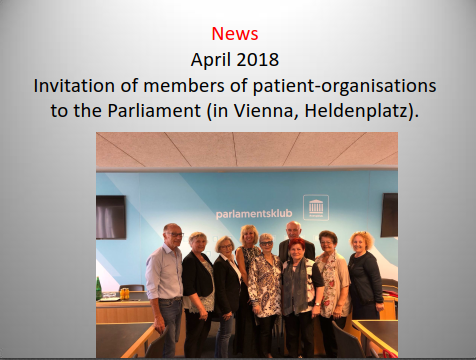 News
April 2018
Invitation of members of patient-organisations
to the Parliament (in Vienna, Heldenplatz).
parlamentsklub